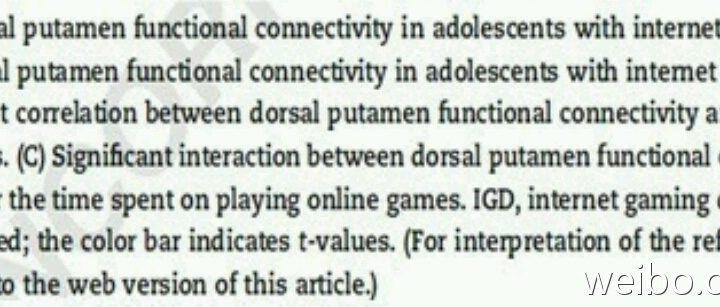 al putamen functional connectivity in adolescents with internet
al putamen functional connectivity in adolescents with internet
t correlation between dorsal putamen functional connectivity a
s. (C) Significant interaction between dorsal putamen functional
r the time spent on playing online games. IGD, internet gaming
ed; the color bar indicates t-values. (For interpretation of the ref
to the web version of this article.)
weibo.c